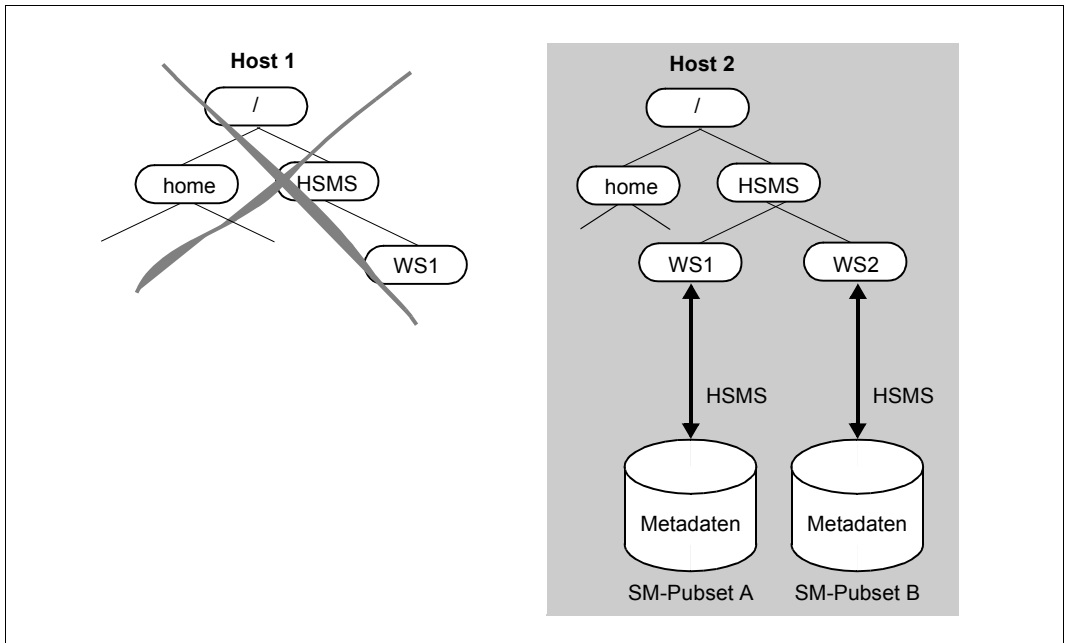 Host 1
/
home
HSMS
WS1
Host 2
/
home
HSMS
WS1
WS2
HSMS
HSMS
Metadaten
Metadaten
SM-Pubset A
SM-Pubset B